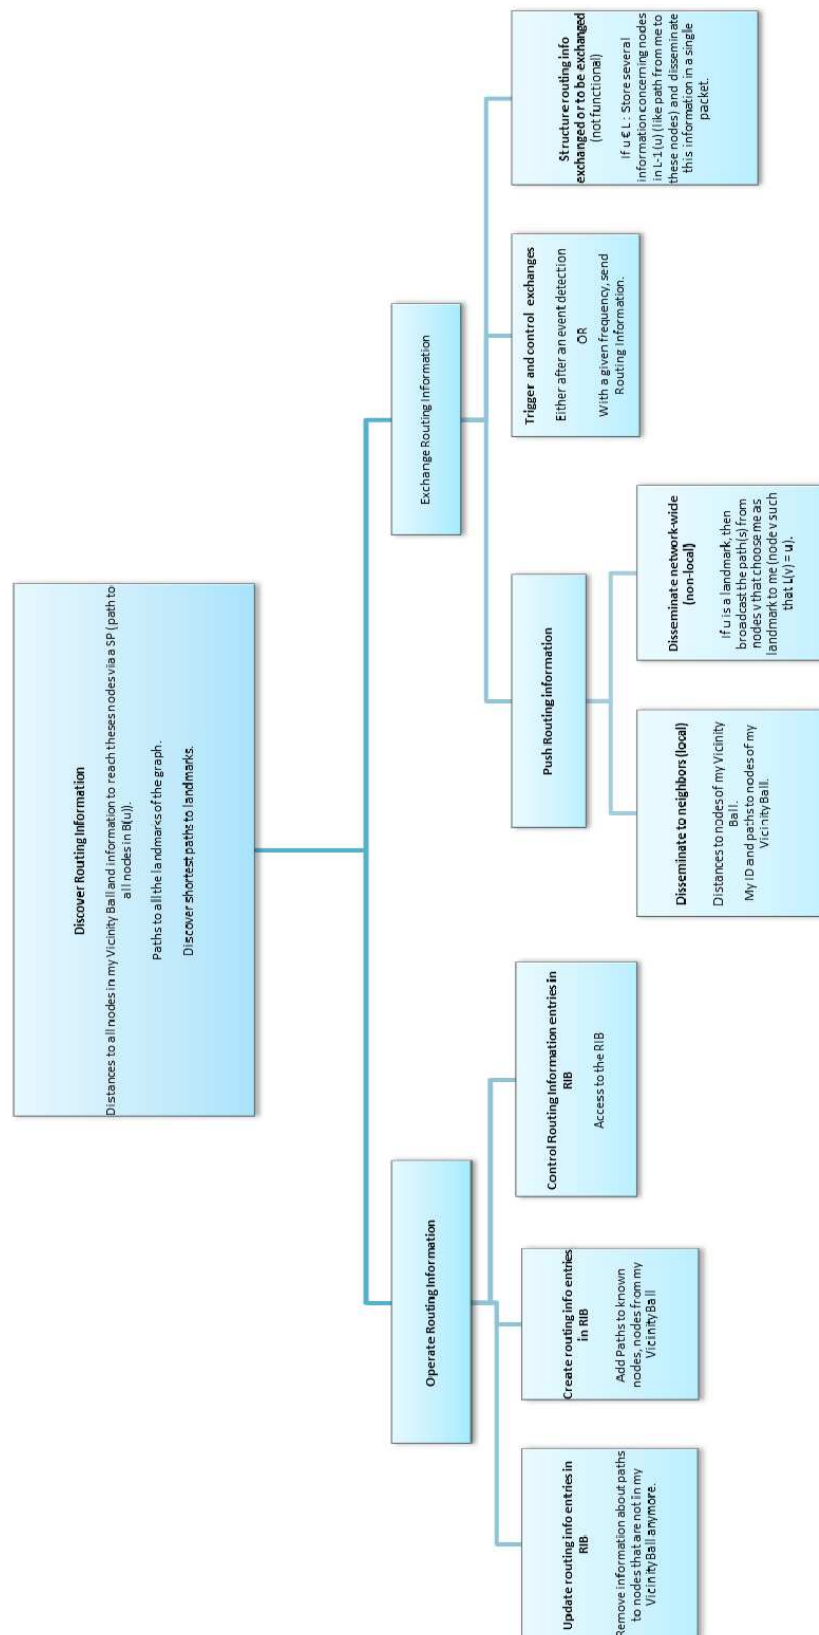 Discover Routing Information
Distances to all nodes in my Vicinity Ball and information to reach theses nodes via a SP (path to
all nodes in B(u)).
Paths to all the landmarks of the graph.
Discover shortest paths to landmarks.
Operate Routing Information
Exchange Routing Information
Update routing info entries in
RIB
Remove information about paths
to nodes that are not in my
Vicinity Ball anymore.
Create routing info entries
in RIB
Add Paths to known
nodes, nodes from my
Vicinity Ball
Control Routing Information entries in
RIB
Access to the RIB
Push Routing information
Trigger and control exchanges
Either after an event detection
OR
With a given frequency, send
Routing Information.
Structure routing info
exchanged or to be exchanged
(not functional)
If u € L : Store several
information concerning nodes
in L-1(u) (like path from me to
these nodes) and disseminate
this information in a single
packet.
Disseminate to neighbors (local)
Distances to nodes of my Vicinity
Ball.
My ID and paths to nodes of my
Vicinity Ball.
Disseminate network-wide
(non-local)
If u is a landmark, then
broadcast the path(s) from
nodes v that choose me as
landmark to me (node v such
that L(v) = u).